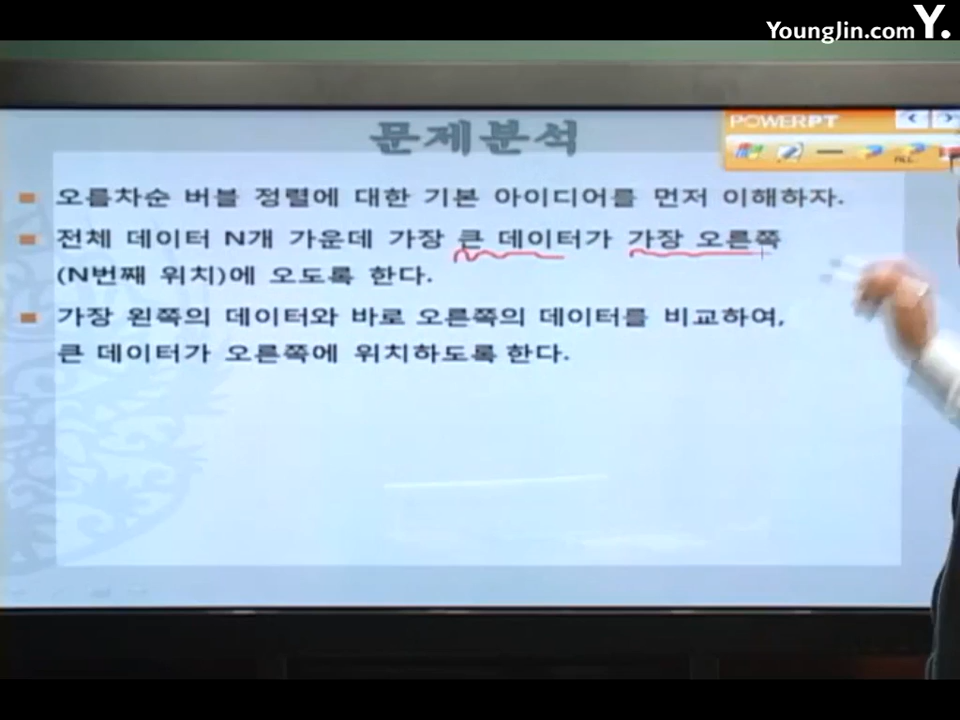 YoungJin.com Y.
문제분석
POWERPT
오름차순 버블 정렬에 대한 기본 아이디어를 먼저 이해하자.
전체 데이터 N개 가운데 가장 큰 데이터가 가장 오른쪽
(N번째 위치)에 오도록 한다.
가장 왼쪽의 데이터와 바로 오른쪽의 데이터를 비교하여,
큰 데이터가 오른쪽에 위치하도록 한다.